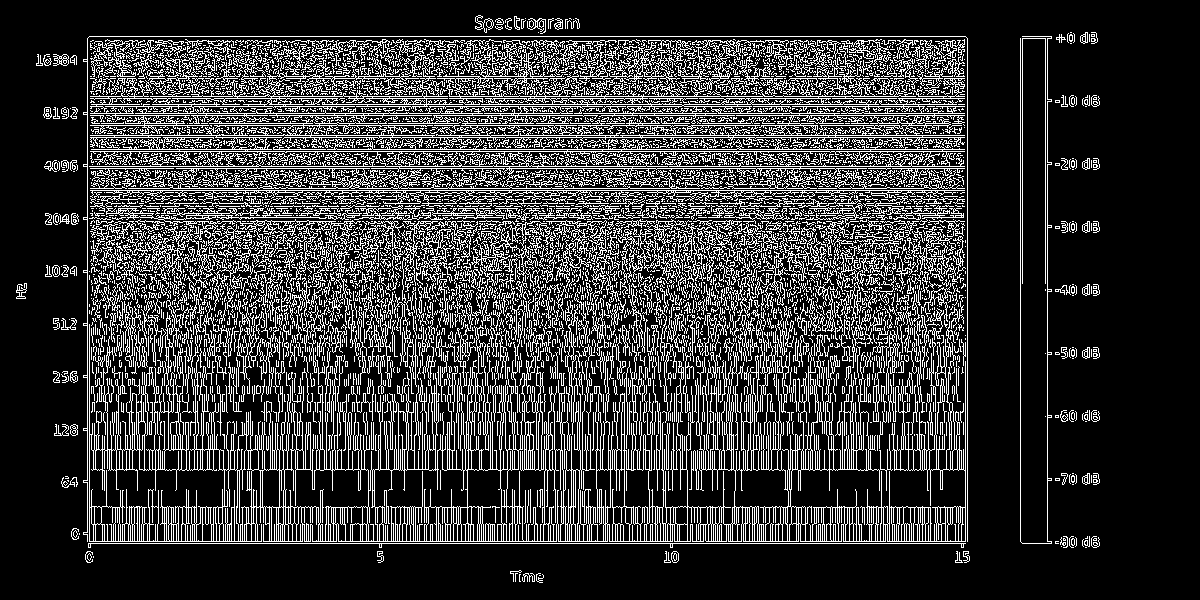 Spectrogram
16384
8192
4096
2048
1024
512
256
128
64
0
Hz
0
5
10
15
Time
+0 dB
-10 dB
-20 dB
-30 dB
-40 dB
-50 dB
-60 dB
-70 dB
-80 dB